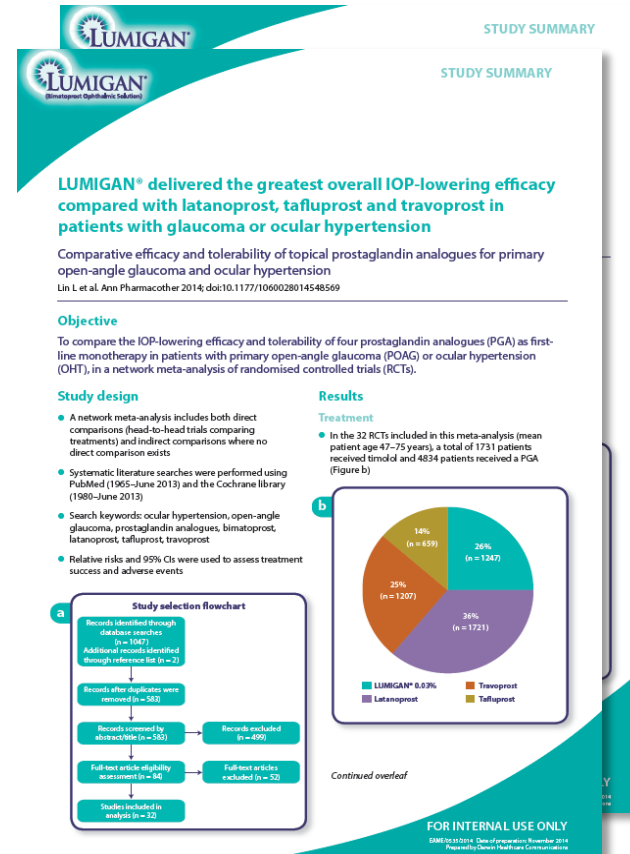 LUMIGAN®
STUDY SUMMARY
LUMIGAN®
(Bimatoprost Ophthalmic Solution)
STUDY SUMMARY
LUMIGAN® delivered the greatest overall IOP-lowering efficacy
compared with latanoprost, tafluprost and travoprost in
patients with glaucoma or ocular hypertension
Comparative efficacy and tolerability of topical prostaglandin analogues for primary
open-angle glaucoma and ocular hypertension
Lin L et al. Ann Pharmacother 2014; doi:10.1177/1060028014548569
Objective
To compare the IOP-lowering efficacy and tolerability of four prostaglandin analogues (PGA) as first-
line monotherapy in patients with primary open-angle glaucoma (POAG) or ocular hypertension
(OHT), in a network meta-analysis of randomised controlled trials (RCTs).
Study design
● A network meta-analysis includes both direct
comparisons (head-to-head trials comparing
treatments) and indirect comparisons where no
direct comparison exists
● Systematic literature searches were performed using
PubMed (1965–June 2013) and the Cochrane library
(1980–June 2013)
● Search keywords: ocular hypertension, open-angle
glaucoma, prostaglandin analogues, bimatoprost,
latanoprost, tafluprost, travoprost
● Relative risks and 95% CIs were used to assess treatment
success and adverse events
a
Study selection flowchart
Records identified through
database searches
(n = 1047)
Additional records identified
through reference list (n = 2)
Records after duplicates were
removed (n = 583)
Records screened by
abstract/title (n = 583)
Records excluded
(n = 499)
Full-text article eligibility
assessment (n = 84)
Full-text articles
excluded (n = 52)
Studies included in
analysis (n = 32)
Results
Treatment
● In the 32 RCTs included in this meta-analysis (mean
patient age 47–75 years), a total of 1731 patients
received timolol and 4834 patients received a PGA
(Figure b)
b
14%
(n = 659)
26%
(n = 1247)
25%
(n = 1207)
36%
(n = 1721)
LUMIGAN® 0.03%
Travoprost
Latanoprost
Tafluprost
Continued overleaf
FOR INTERNAL USE ONLY
EAME/0535/2014 Date of preparation: November 2014
Prepared by Darwin Healthcare Communications